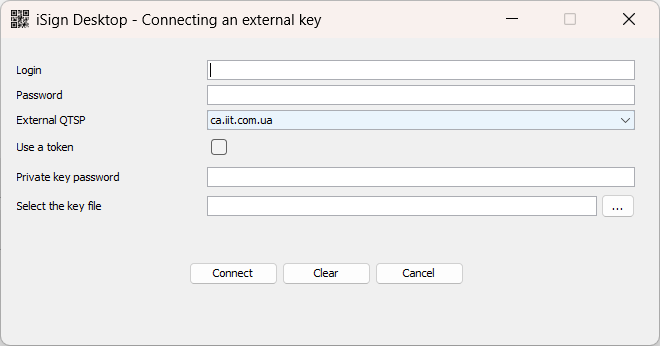 iSign Desktop - Connecting an external key
Login
Password
External QTSP ca.iit.com.ua
Use a token
Private key password
Select the key file ...
Connect Clear Cancel